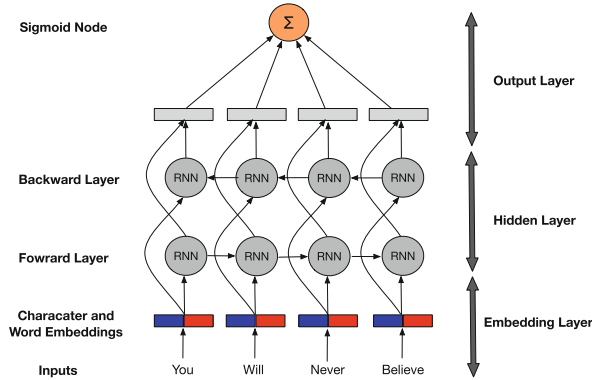 Sigmoid Node
Σ
Output Layer
Backward Layer
RNN RNN RNN RNN
Hidden Layer
Foward Layer
RNN RNN RNN RNN
Characater and
Word Embeddings
Embedding Layer
Inputs
You Will Never Believe